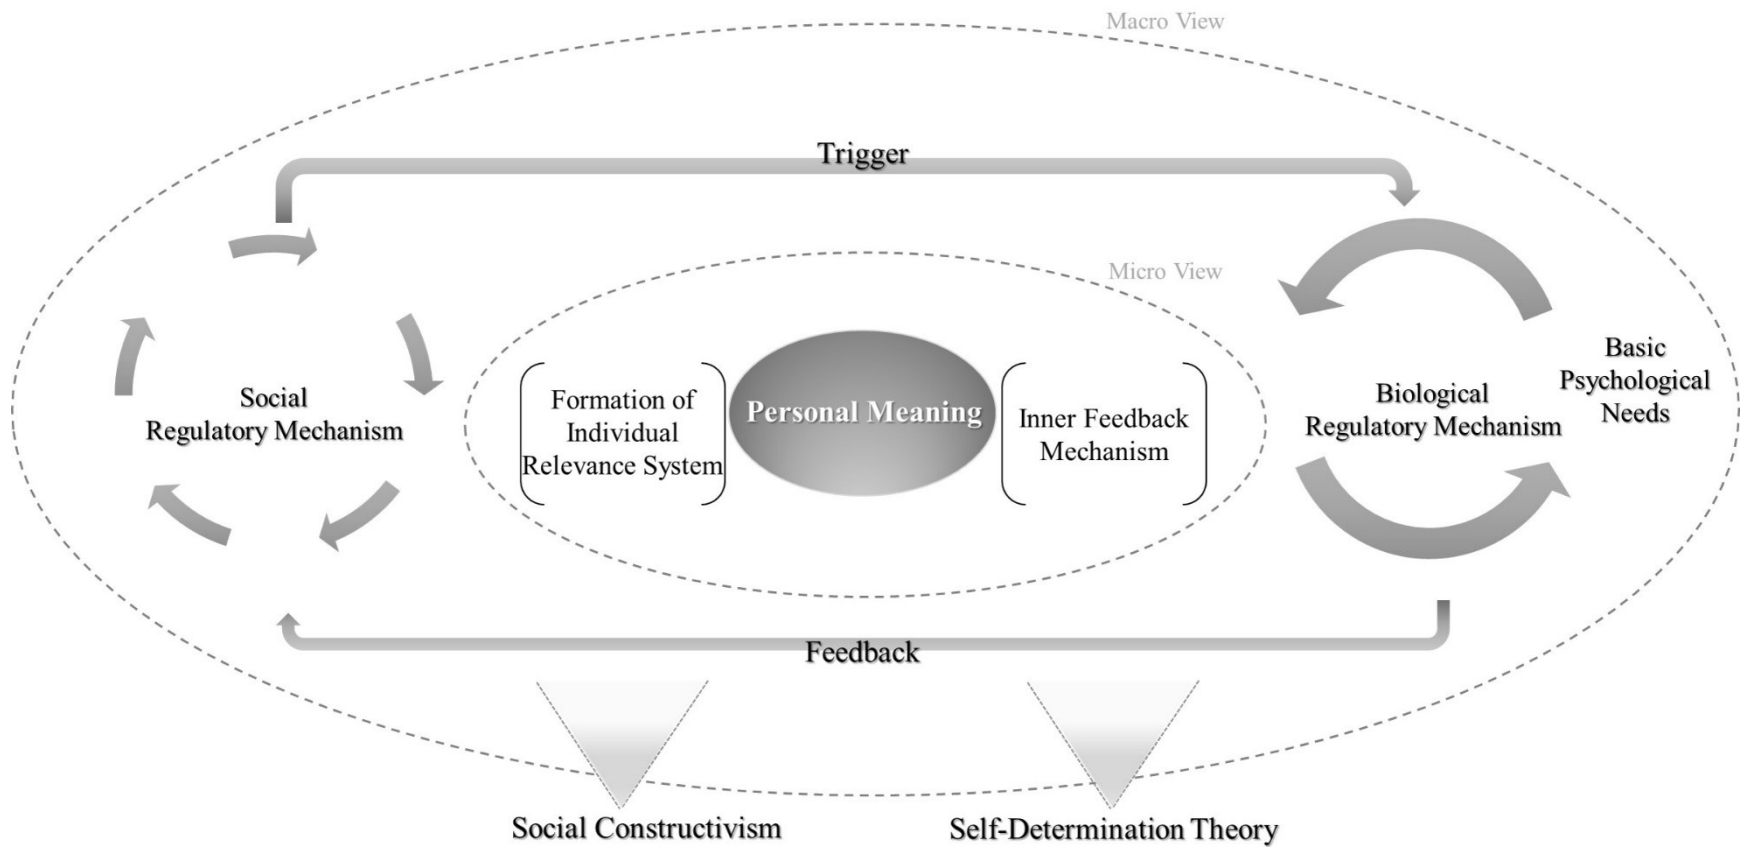 Macro View
Trigger
Micro View
Social
Regulatory Mechanism
Formation of
Individual
Relevance System
Personal Meaning
Inner Feedback
Mechanism
Biological
Regulatory Mechanism
Basic
Psychological
Needs
Feedback
Social Constructivism
Self-Determination Theory